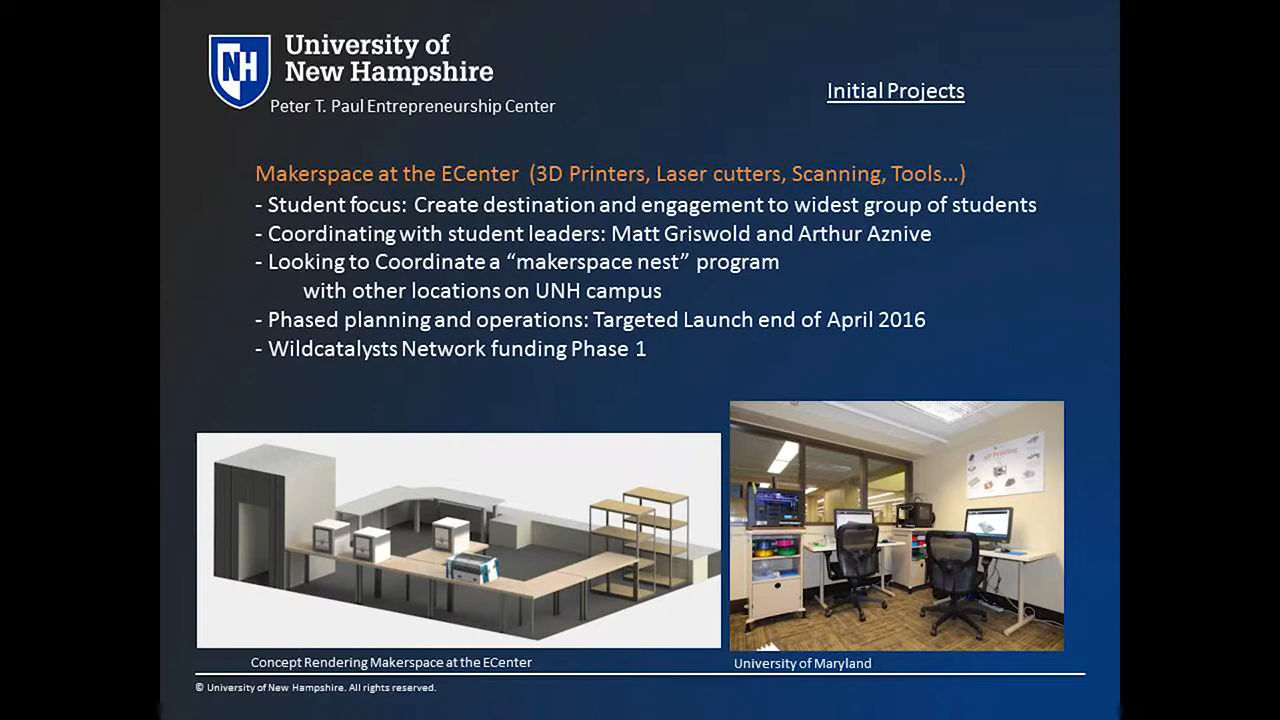 NH
University of
New Hampshire
Peter T. Paul Entrepreneurship Center
Initial Projects
Makerspace at the ECenter (3D Printers, Laser cutters, Scanning, Tools...)
- Student focus: Create destination and engagement to widest group of students
- Coordinating with student leaders: Matt Griswold and Arthur Aznive
- Looking to Coordinate a “makerspace nest” program
with other locations on UNH campus
- Phased planning and operations: Targeted Launch end of April 2016
- Wildcatalysts Network funding Phase 1
3D Printing
Concept Rendering Makerspace at the ECenter
University of Maryland
© University of New Hampshire. All rights reserved.